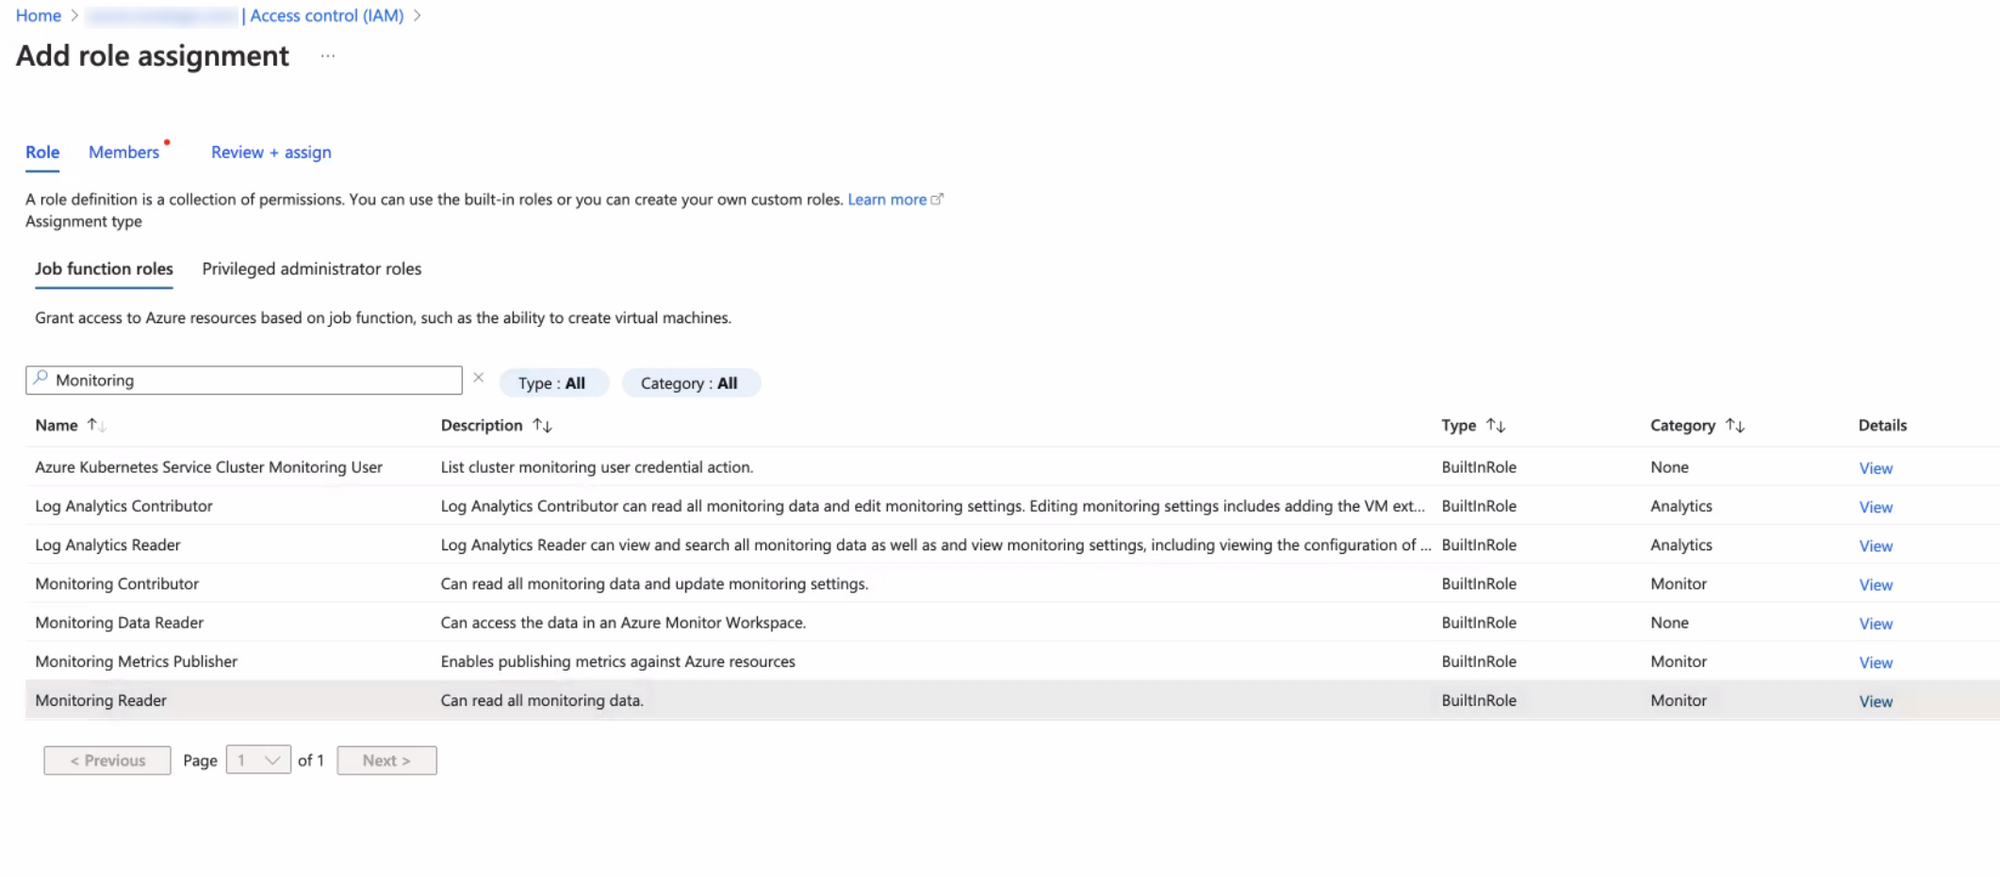 Home > | Access control (IAM) >
Add role assignment ...
Role Members Review + assign
A role definition is a collection of permissions. You can use the built-in roles or you can create your own custom roles. Learn more
Assignment type
Job function roles Privileged administrator roles
Grant access to Azure resources based on job function, such as the ability to create virtual machines.
Monitoring × Type : All Category : All
Name ↑↓ Description ↑↓ Type ↑↓ Category ↑↓ Details
Azure Kubernetes Service Cluster Monitoring User List cluster monitoring user credential action. BuiltInRole None View
Log Analytics Contributor Log Analytics Contributor can read all monitoring data and edit monitoring settings. Editing monitoring settings includes adding the VM ext... BuiltInRole Analytics View
Log Analytics Reader Log Analytics Reader can view and search all monitoring data as well as and view monitoring settings, including viewing the configuration of ... BuiltInRole Analytics View
Monitoring Contributor Can read all monitoring data and update monitoring settings. BuiltInRole Monitor View
Monitoring Data Reader Can access the data in an Azure Monitor Workspace. BuiltInRole None View
Monitoring Metrics Publisher Enables publishing metrics against Azure resources BuiltInRole Monitor View
Monitoring Reader Can read all monitoring data. BuiltInRole Monitor View
< Previous Page 1 of 1 Next >